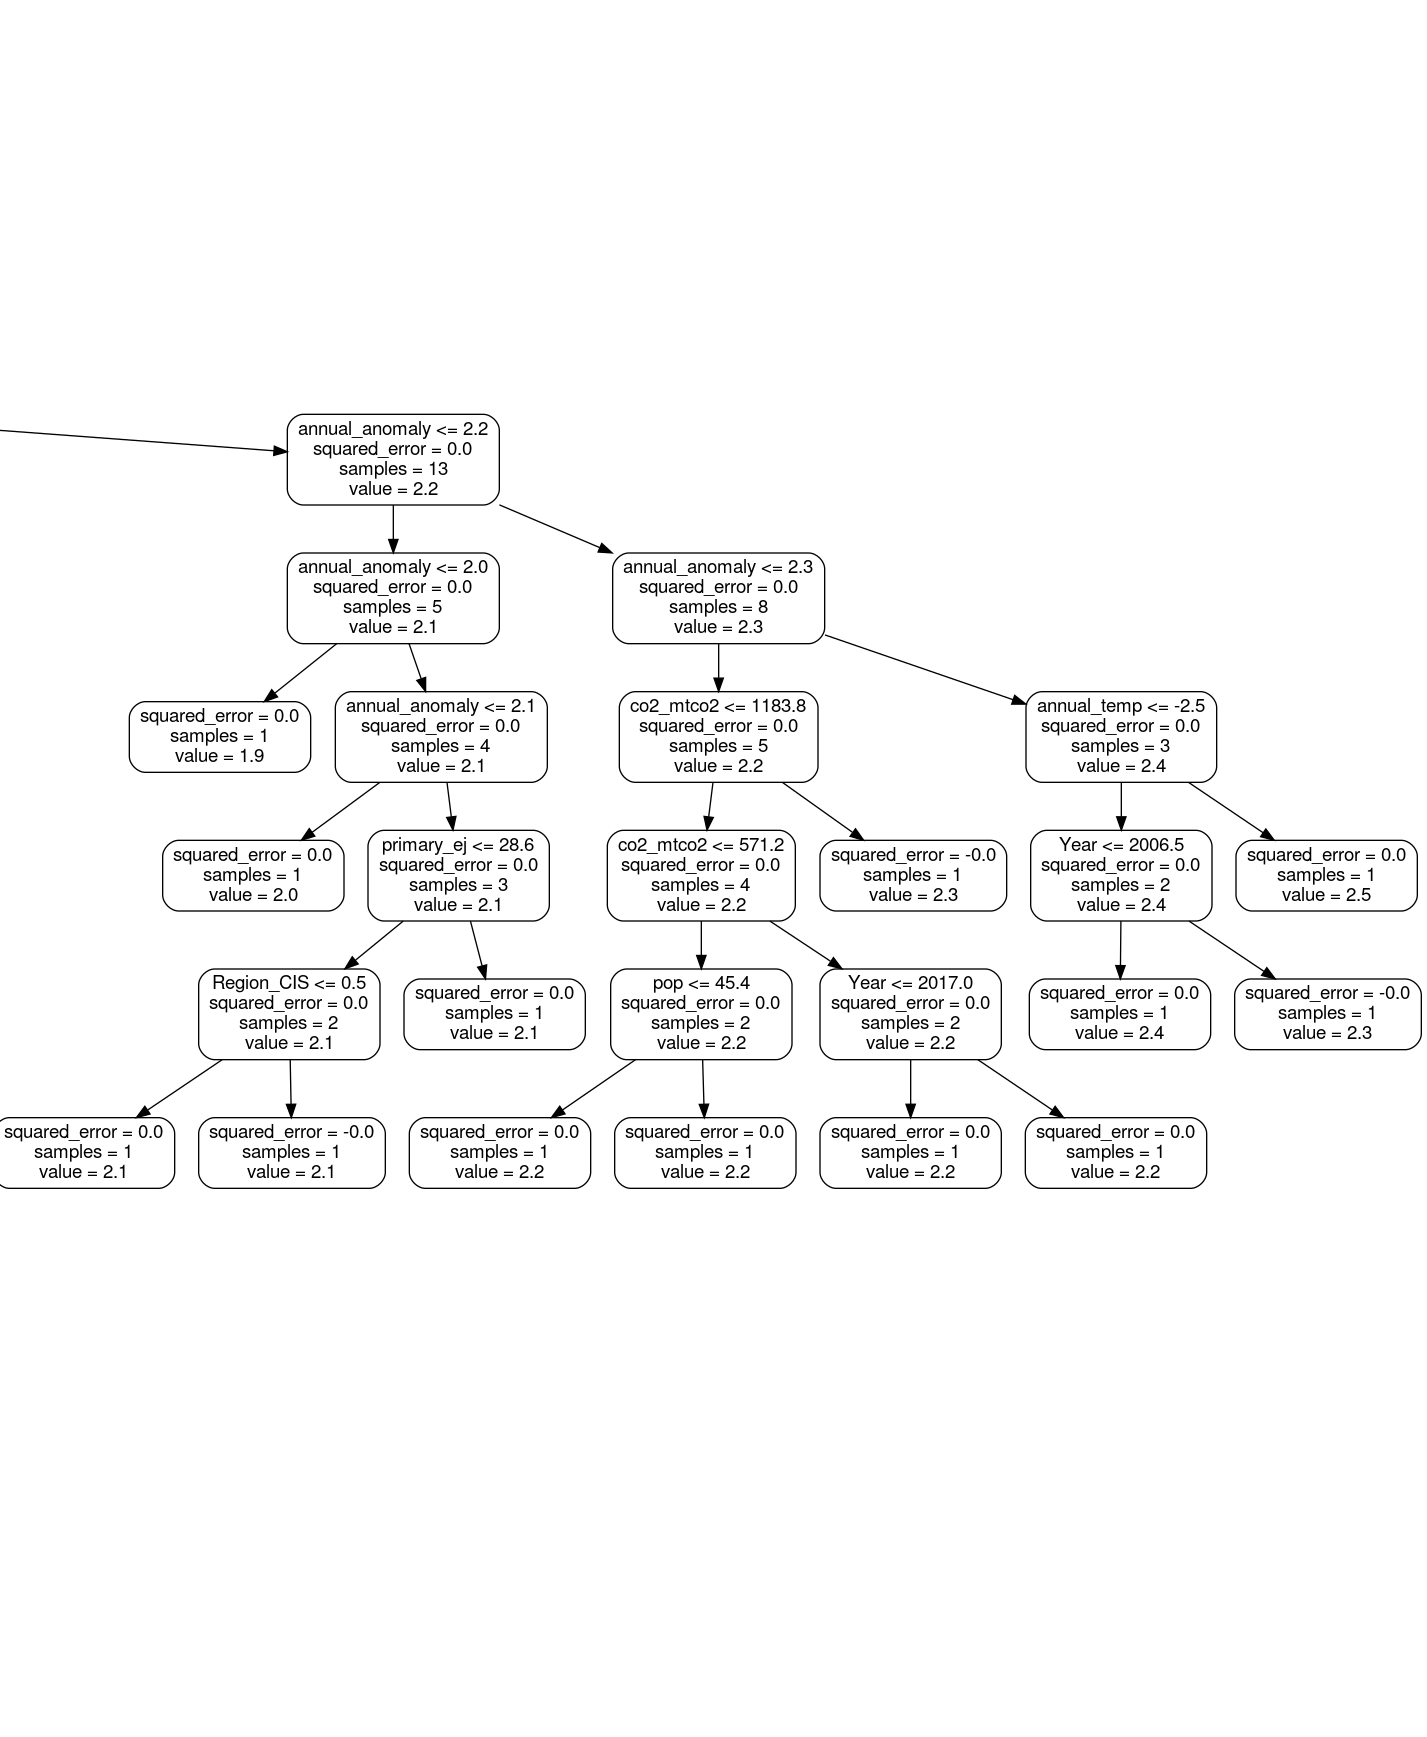 annual_anomaly <= 2.2
squared_error = 0.0
samples = 13
value = 2.2
annual_anomaly <= 2.0
squared_error = 0.0
samples = 5
value = 2.1
annual_anomaly <= 2.3
squared_error = 0.0
samples = 8
value = 2.3
squared_error = 0.0
samples = 1
value = 1.9
annual_anomaly <= 2.1
squared_error = 0.0
samples = 4
value = 2.1
co2_mtco2 <= 1183.8
squared_error = 0.0
samples = 5
value = 2.2
annual_temp <= -2.5
squared_error = 0.0
samples = 3
value = 2.4
squared_error = 0.0
samples = 1
value = 2.0
primary_ej <= 28.6
squared_error = 0.0
samples = 3
value = 2.1
co2_mtco2 <= 571.2
squared_error = 0.0
samples = 4
value = 2.2
squared_error = -0.0
samples = 1
value = 2.3
Year <= 2006.5
squared_error = 0.0
samples = 2
value = 2.4
squared_error = 0.0
samples = 1
value = 2.5
Region_CIS <= 0.5
squared_error = 0.0
samples = 2
value = 2.1
squared_error = 0.0
samples = 1
value = 2.1
pop <= 45.4
squared_error = 0.0
samples = 2
value = 2.2
Year <= 2017.0
squared_error = 0.0
samples = 2
value = 2.2
squared_error = 0.0
samples = 1
value = 2.4
squared_error = -0.0
samples = 1
value = 2.3
squared_error = 0.0
samples = 1
value = 2.1
squared_error = -0.0
samples = 1
value = 2.1
squared_error = 0.0
samples = 1
value = 2.2
squared_error = 0.0
samples = 1
value = 2.2
squared_error = 0.0
samples = 1
value = 2.2
squared_error = 0.0
samples = 1
value = 2.2